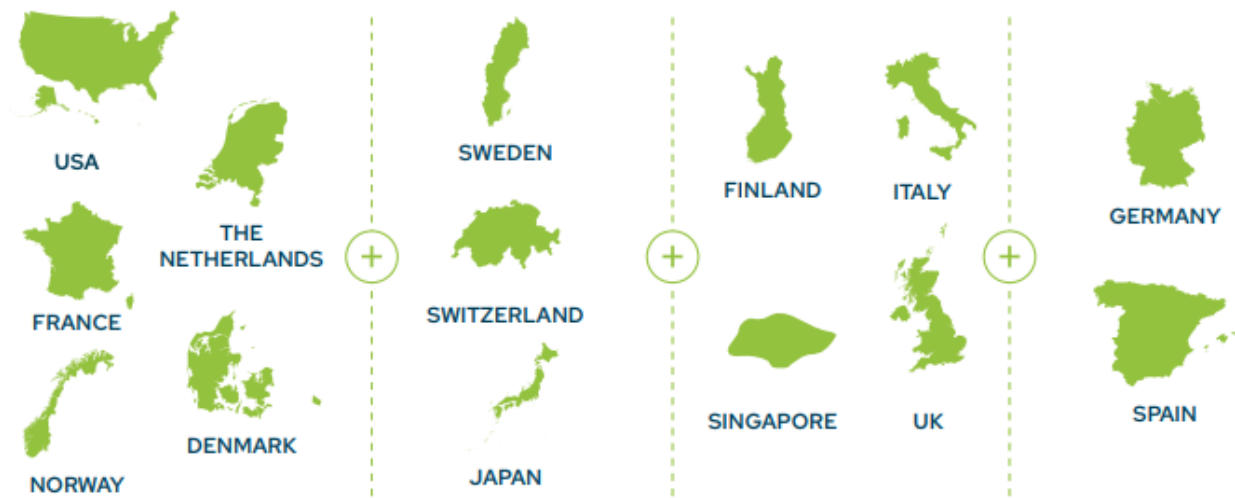 USA
THE
NETHERLANDS
FRANCE
DENMARK
NORWAY
+
SWEDEN
SWITZERLAND
JAPAN
+
FINLAND
ITALY
SINGAPORE
UK
+
GERMANY
SPAIN